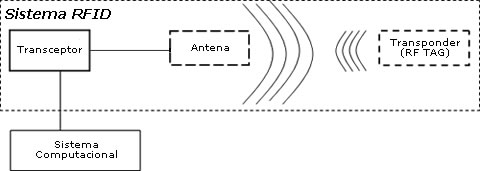 Sistema RFID
Transceptor
Antena
Transponder
(RF TAG)
Sistema
Computacional